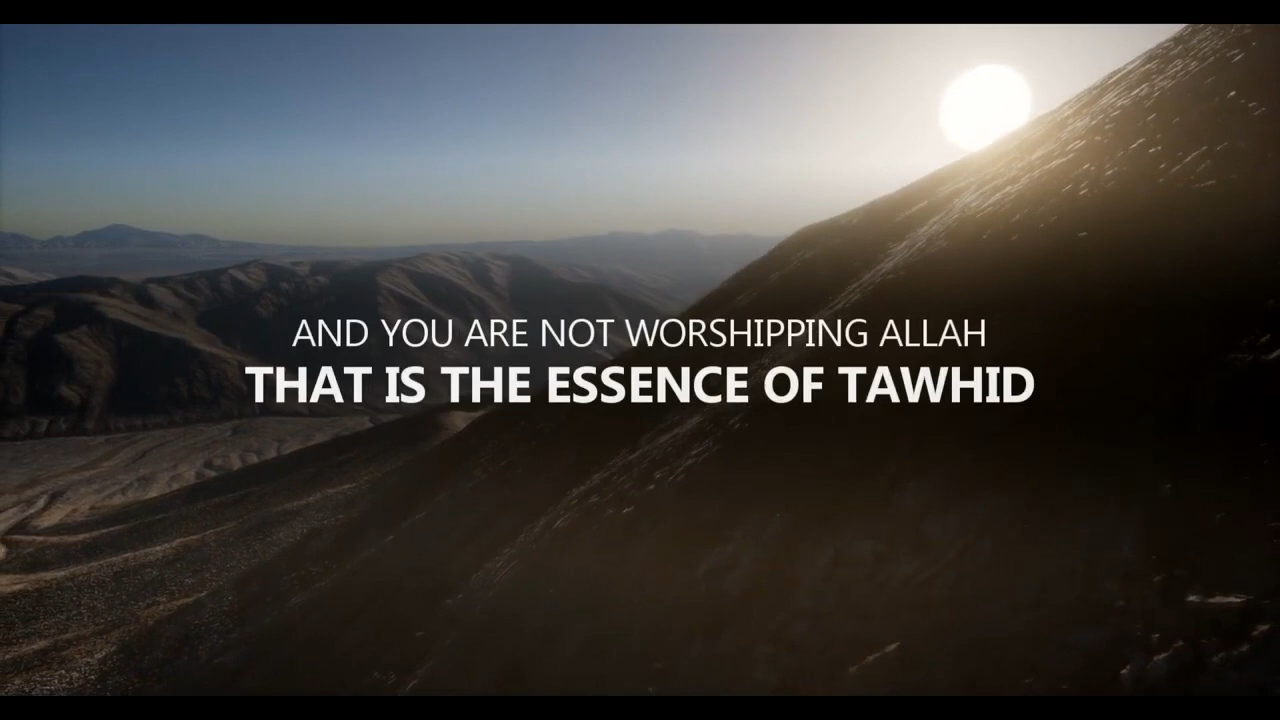 AND YOU ARE NOT WORSHIPPING ALLAH
THAT IS THE ESSENCE OF TAWHID